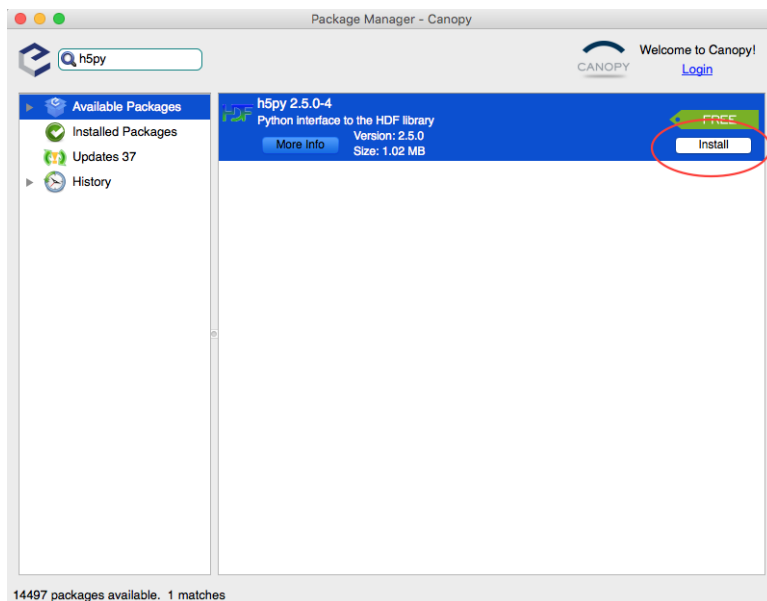 Package Manager - Canopy
h5py
CANOPY
Welcome to Canopy!
Login
Available Packages
Installed Packages
Updates 37
History
HDF
h5py 2.5.0-4
Python interface to the HDF library
More Info
Version: 2.5.0
Size: 1.02 MB
FREE
Install
14497 packages available. 1 matches